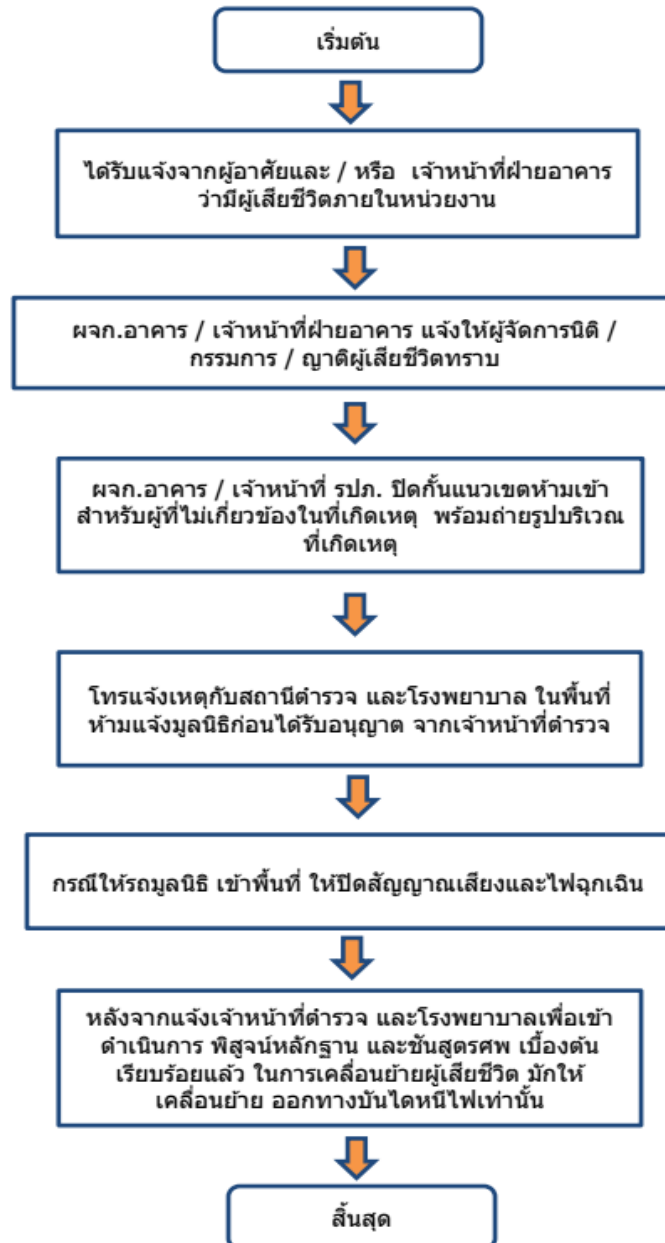 เริ่มต้น
ได้รับแจ้งจากผู้อาศัยและ / หรือ เจ้าหน้าที่ฝ่ายอาคาร
ว่ามีผู้เสียชีวิตภายในหน่วยงาน
ผจก.อาคาร / เจ้าหน้าที่ฝ่ายอาคาร แจ้งให้ผู้จัดการนิติ /
กรรมการ / ญาติผู้เสียชีวิตทราบ
ผจก.อาคาร / เจ้าหน้าที่ รปภ. ปิดกั้นแนวเขตห้ามเข้า
สำหรับผู้ที่ไม่เกี่ยวข้องในที่เกิดเหตุ พร้อมถ่ายรูปบริเวณ
ที่เกิดเหตุ
โทรแจ้งเหตุกับสถานีตำรวจ และโรงพยาบาล ในพื้นที่
ห้ามแจ้งมูลนิธิก่อนได้รับอนุญาต จากเจ้าหน้าที่ตำรวจ
กรณีให้รถมูลนิธิ เข้าพื้นที่ ให้ปิดสัญญาณเสียงและไฟฉุกเฉิน
หลังจากแจ้งเจ้าหน้าที่ตำรวจ และโรงพยาบาลเพื่อเข้า
ดำเนินการ พิสูจน์หลักฐาน และชันสูตรศพ เบื้องต้น
เรียบร้อยแล้ว ในการเคลื่อนย้ายผู้เสียชีวิต มักให้
เคลื่อนย้าย ออกทางบันไดหนีไฟเท่านั้น
สิ้นสุด